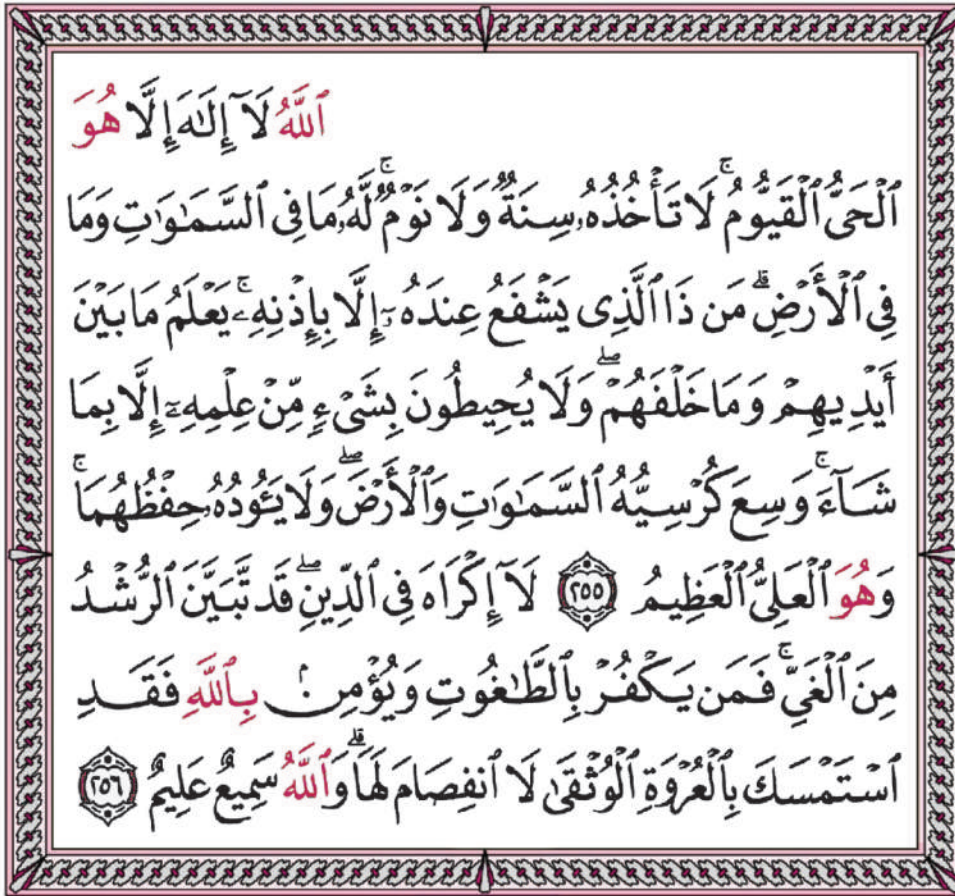 ٱللَّهُ لَآ إِلَٰهَ إِلَّا هُوَ
ٱلْحَىُّ ٱلْقَيُّومُ ۚ لَا تَأْخُذُهُۥ سِنَةٌ وَلَا نَوْمٌ ۚ لَّهُۥ مَا فِى ٱلسَّمَٰوَٰتِ وَمَا
فِى ٱلْأَرْضِ ۗ مَن ذَا ٱلَّذِى يَشْفَعُ عِندَهُۥٓ إِلَّا بِإِذْنِهِۦ ۚ يَعْلَمُ مَا بَيْنَ
أَيْدِيهِمْ وَمَا خَلْفَهُمْ ۖ وَلَا يُحِيطُونَ بِشَىْءٍ مِّنْ عِلْمِهِۦٓ إِلَّا بِمَا
شَآءَ ۚ وَسِعَ كُرْسِيُّهُ ٱلسَّمَٰوَٰتِ وَٱلْأَرْضَ ۖ وَلَا يَـُٔودُهُۥ حِفْظُهُمَا ۚ
وَهُوَ ٱلْعَلِىُّ ٱلْعَظِيمُ ٢٥٥ لَآ إِكْرَاهَ فِى ٱلدِّينِ ۖ قَد تَّبَيَّنَ ٱلرُّشْدُ
مِنَ ٱلْغَىِّ ۚ فَمَن يَكْفُرْ بِٱلطَّٰغُوتِ وَيُؤْمِنۢ بِٱللَّهِ فَقَدِ
ٱسْتَمْسَكَ بِٱلْعُرْوَةِ ٱلْوُثْقَىٰ لَا ٱنفِصَامَ لَهَا ۗ وَٱللَّهُ سَمِيعٌ عَلِيمٌ ٢٥٦